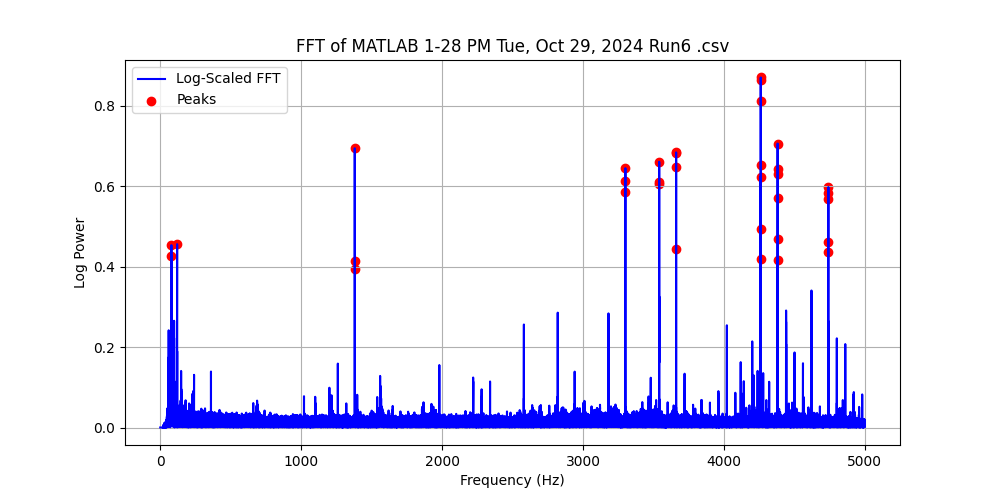 FFT of MATLAB 1-28 PM Tue, Oct 29, 2024 Run6 .csv
Log-Scaled FFT
Peaks
Log Power
0.8
0.6
0.4
0.2
0.0
0 1000 2000 3000 4000 5000
Frequency (Hz)